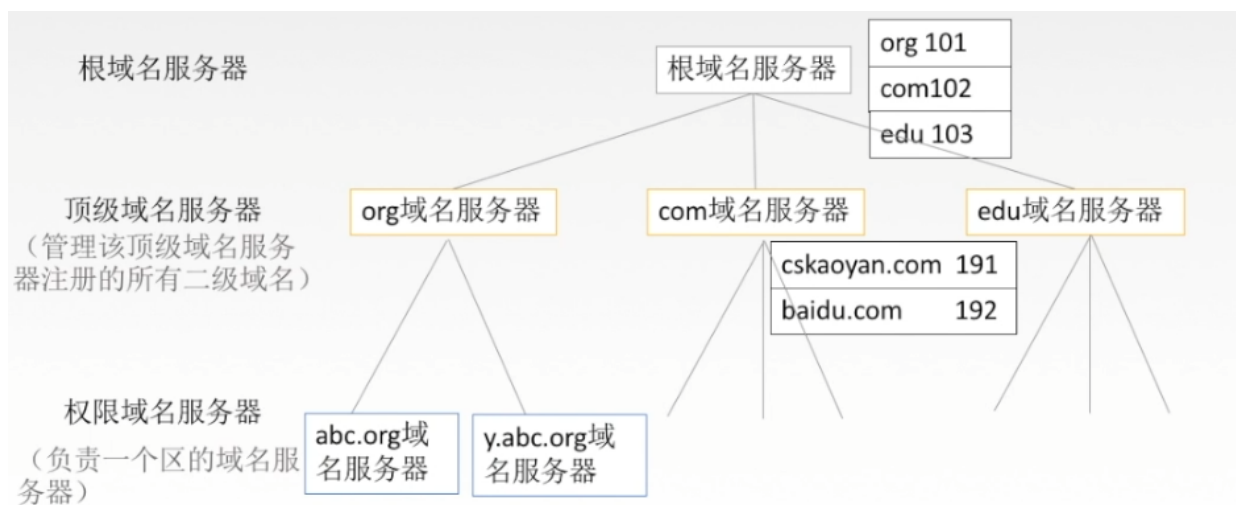 根域名服务器
根域名服务器
org 101
com102
edu 103
顶级域名服务器
（管理该顶级域名服务
器注册的所有二级域名）
org域名服务器
com域名服务器
edu域名服务器
cskaoyan.com 191
baidu.com 192
权限域名服务器
（负责一个区的域名服
务器）
abc.org域
名服务器
y.abc.org域
名服务器